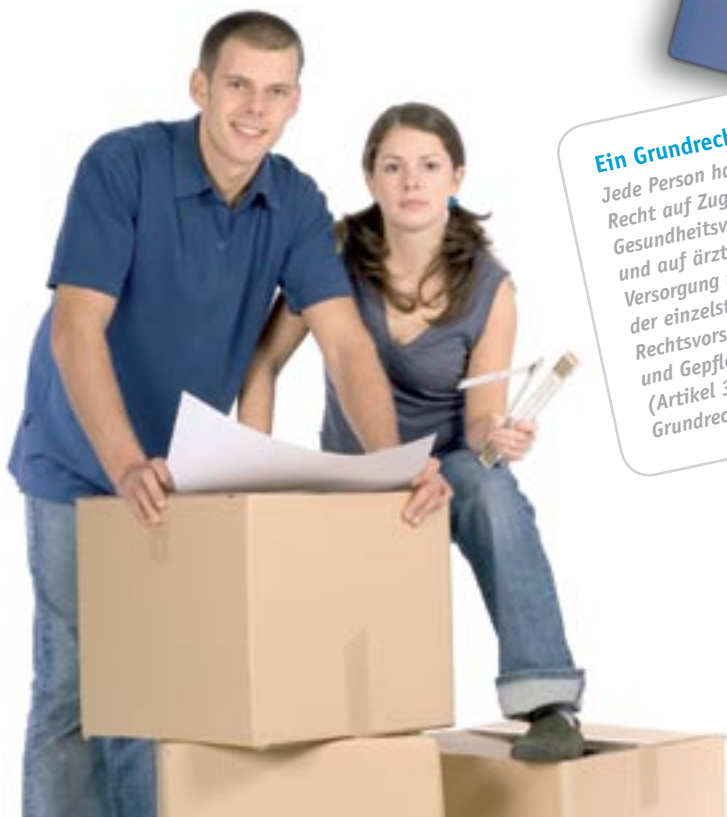 Ein Grundrech
Jede Person ha
Recht auf Zug
Gesundheitsv
und auf ärzt
Versorgung
der einzelst
Rechtsvors
und Gepfl
(Artikel 3
Grundrec